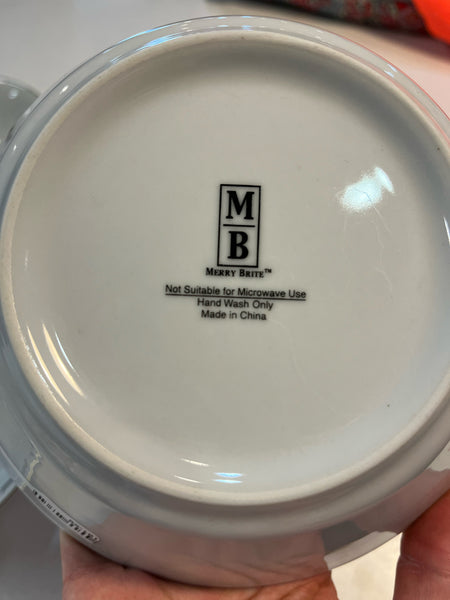 M
B
MERRY BRITE™
Not Suitable for Microwave Use
Hand Wash Only
Made in China